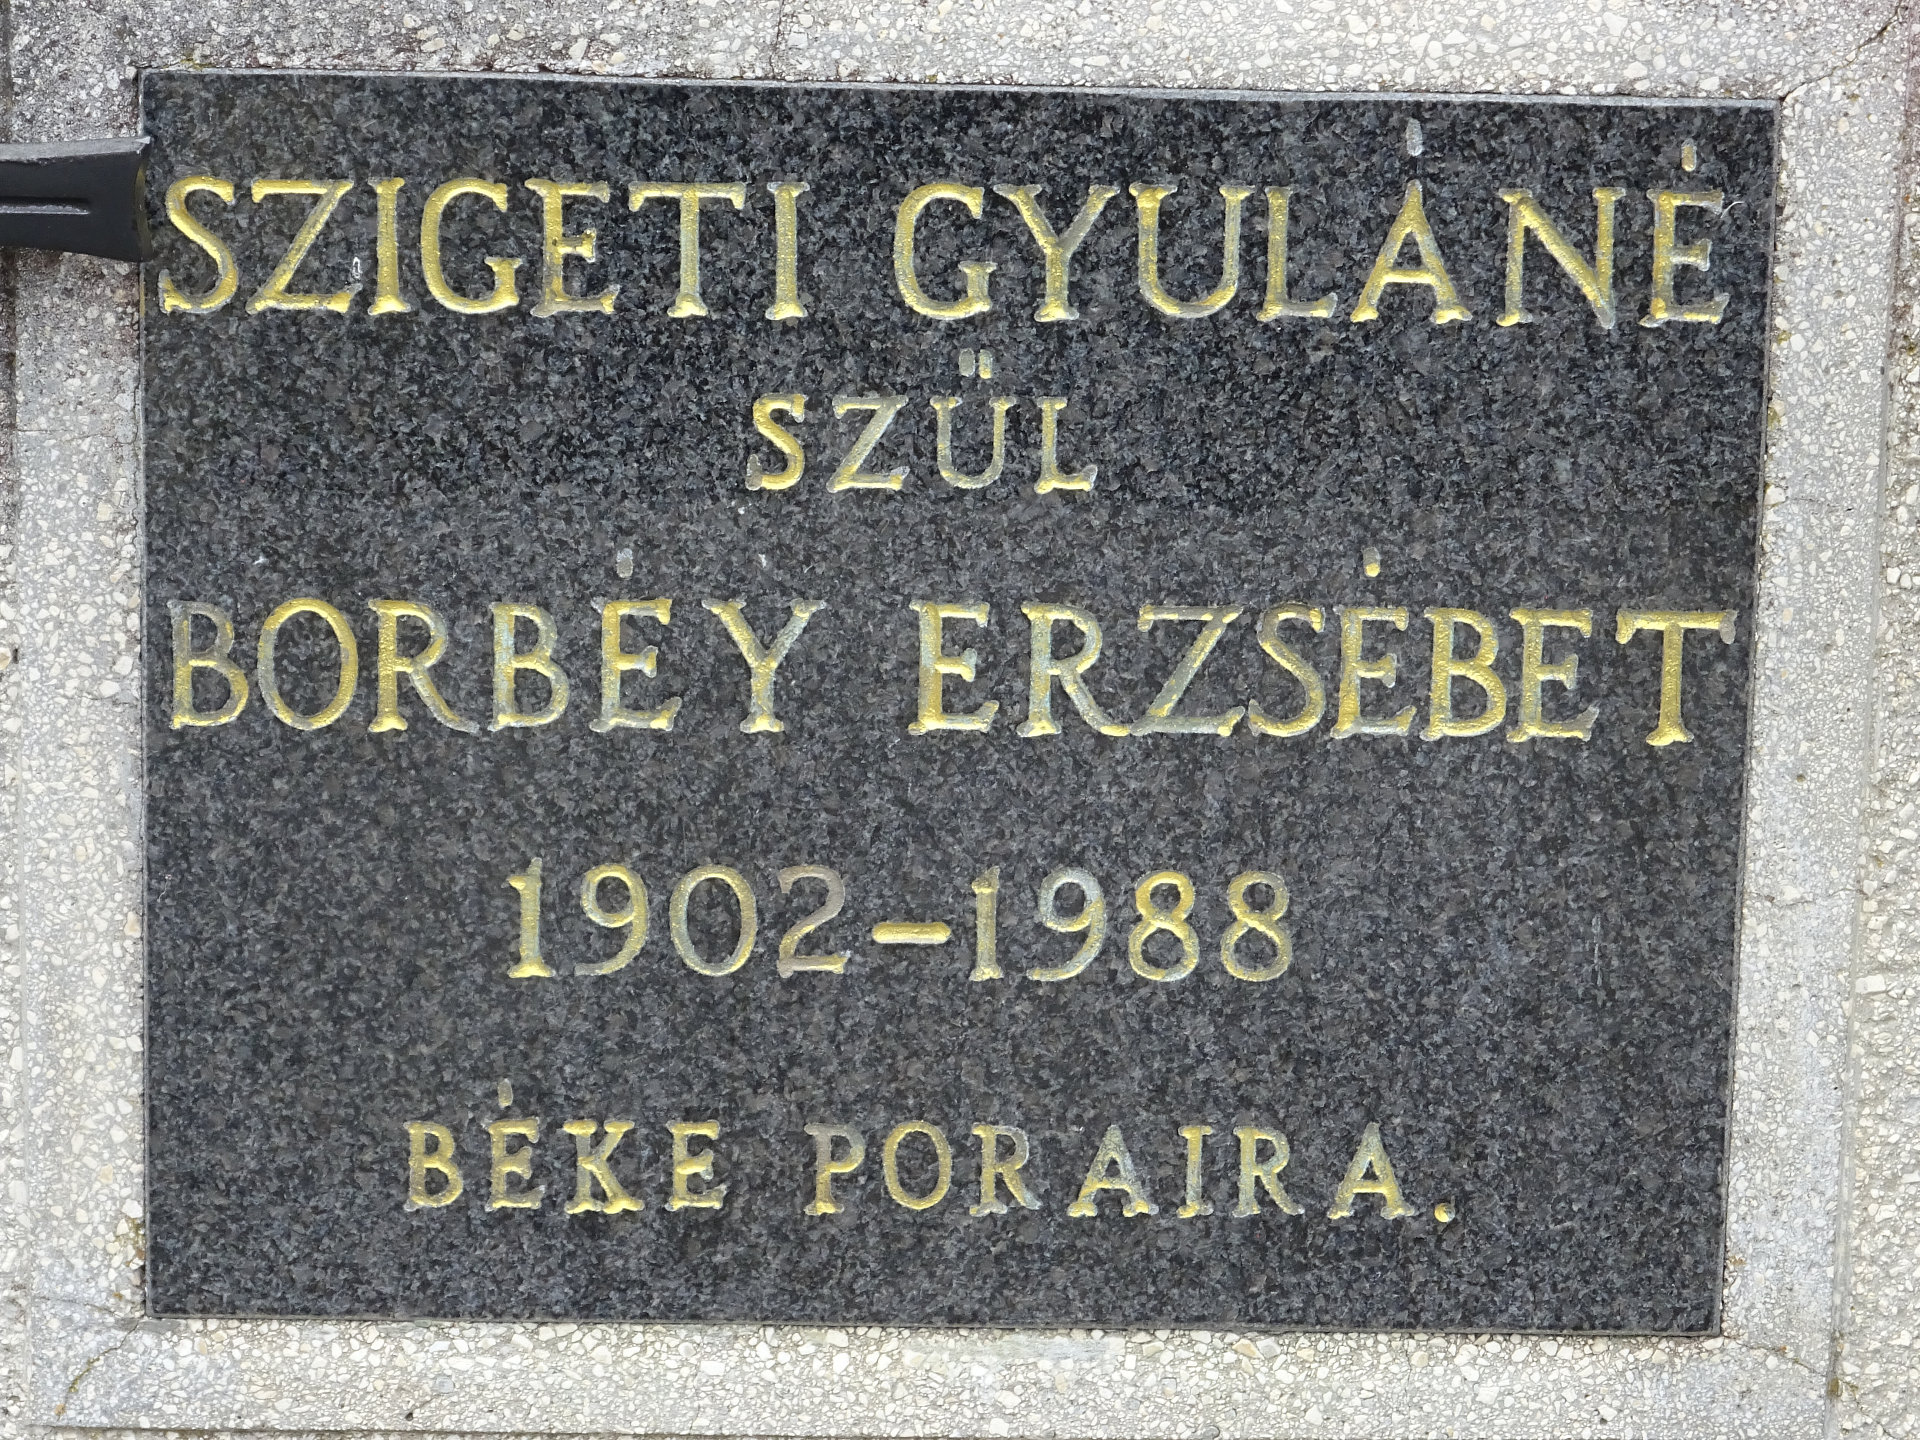 SZIGETI GYULÁNÉ
SZÜL
BORBÉY ERZSÉBET
1902-1988
BÉKE PORAIRA.